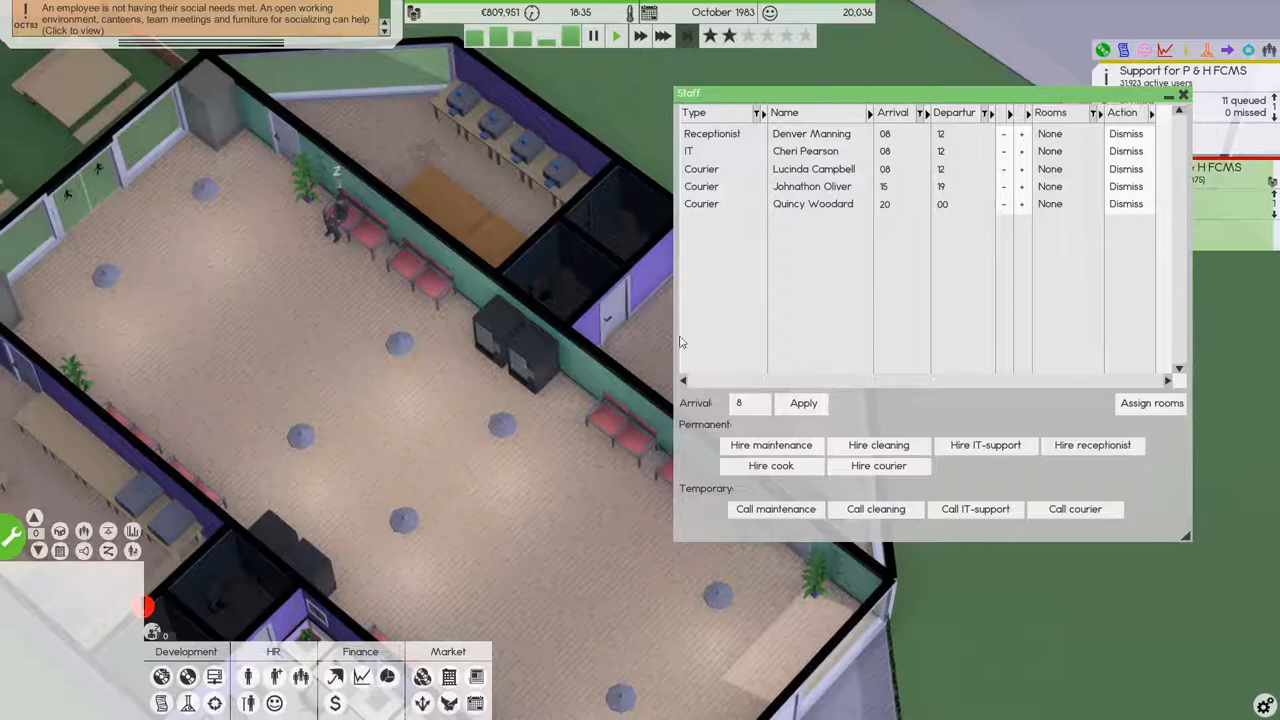 An employee is not having their social needs met. An open working
environment, canteens, team meetings and furniture for socializing can help
(Click to view)
OCT83
€809,951
18:35
October 1983
20,036
Support for P & H FCMS
31923 active users
11 queued
0 missed
Staff
Type Name Arrival Departur Rooms Action
Receptionist Denver Manning 08 12 - + None Dismiss
IT Cheri Pearson 08 12 - + None Dismiss
Courier Lucinda Campbell 08 12 - + None Dismiss
Courier Johnathon Oliver 15 19 - + None Dismiss
Courier Quincy Woodard 20 00 - + None Dismiss
Arrival: 8 Apply Assign rooms
Permanent:
Hire maintenance Hire cleaning Hire IT-support Hire receptionist
Hire cook Hire courier
Temporary:
Call maintenance Call cleaning Call IT-support Call courier
Z
0
0
Development HR Finance Market